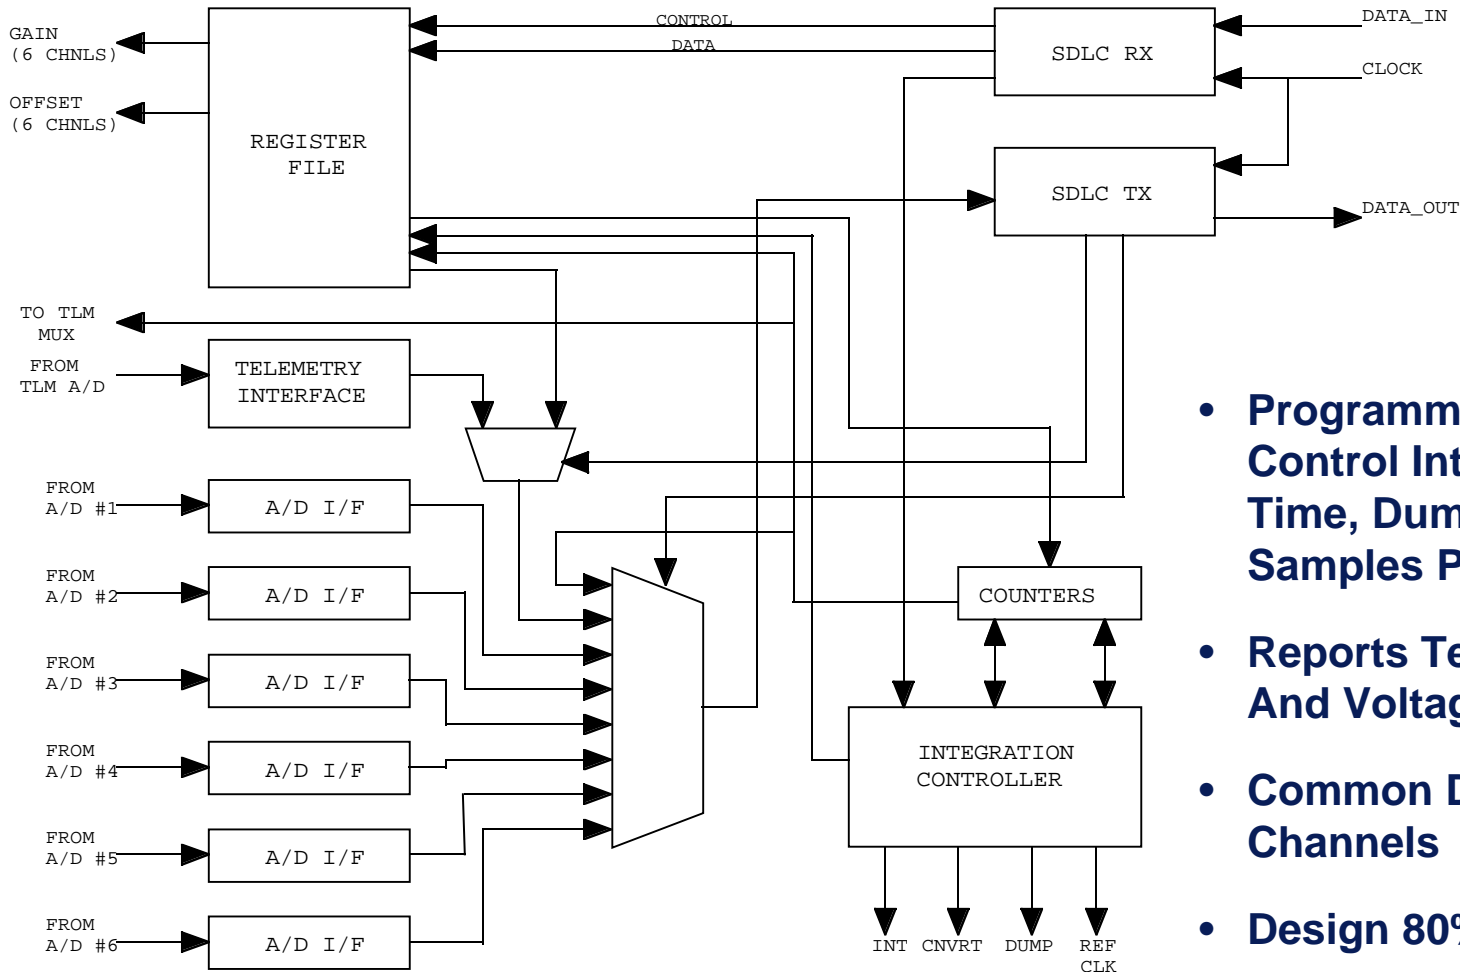 CONTROL
DATA
GAIN
(6 CHNLS)
OFFSET
(6 CHNLS)
REGISTER
FILE
SDLC RX
DATA_IN
CLOCK
SDLC TX
DATA_OUT
TO TLM
MUX
FROM
TLM A/D
TELEMETRY
INTERFACE
FROM
A/D #1
A/D I/F
FROM
A/D #2
A/D I/F
FROM
A/D #3
A/D I/F
FROM
A/D #4
A/D I/F
FROM
A/D #5
A/D I/F
FROM
A/D #6
A/D I/F
COUNTERS
INTEGRATION
CONTROLLER
INT CNVRT DUMP REF
CLK
• Programm
Control Int
Time, Dum
Samples P
• Reports Te
And Voltag
• Common D
Channels
• Design 80%